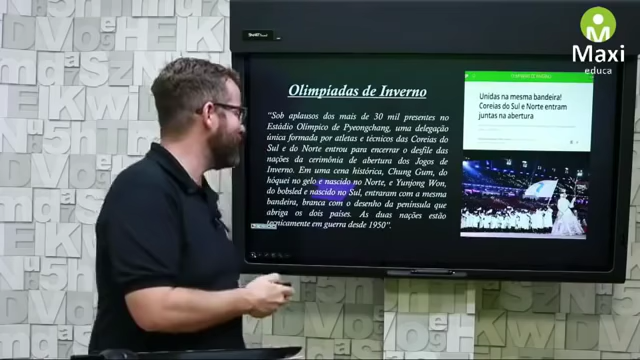 Maxi
educa
Olimpíadas de Inverno
"Sob aplausos dos mais de 30 mil presentes no
Estádio Olímpico de Pyeongchang, uma delegação
única formada por atletas e técnicos das Coreias do
Sul e do Norte entrou para encerrar o desfile das
nações da cerimônia de abertura dos Jogos de
Inverno. Em uma cena histórica, Chung Gum, do
hóquei no gelo e nascido no Norte, e Yunjong Won,
do bobsled e nascido no Sul, entraram com a mesma
bandeira, branca com o desenho da península que
abriga os dois países. As duas nações estão
tecnicamente em guerra desde 1950".
Unidas na mesma bandeira!
Coreias do Sul e Norte entram
juntas na abertura